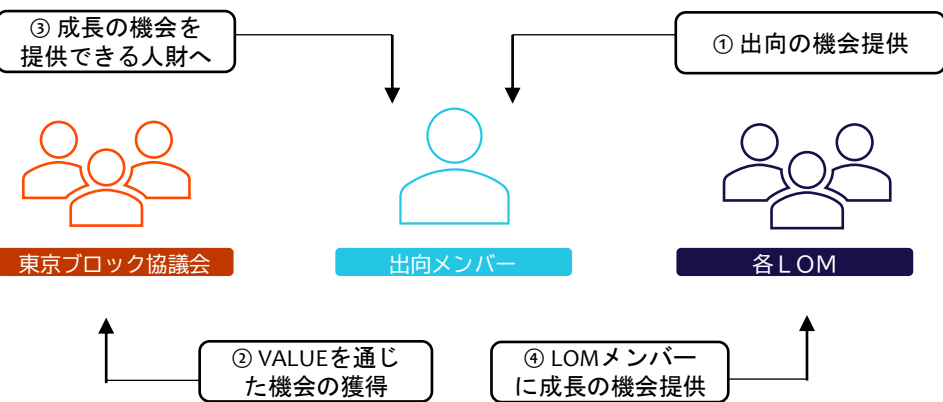 ③ 成長の機会を
提供できる人財へ
① 出向の機会提供
東京ブロック協議会
出向メンバー
各ＬＯＭ
② VALUEを通じ
た機会の獲得
④ LOMメンバー
に成長の機会提供